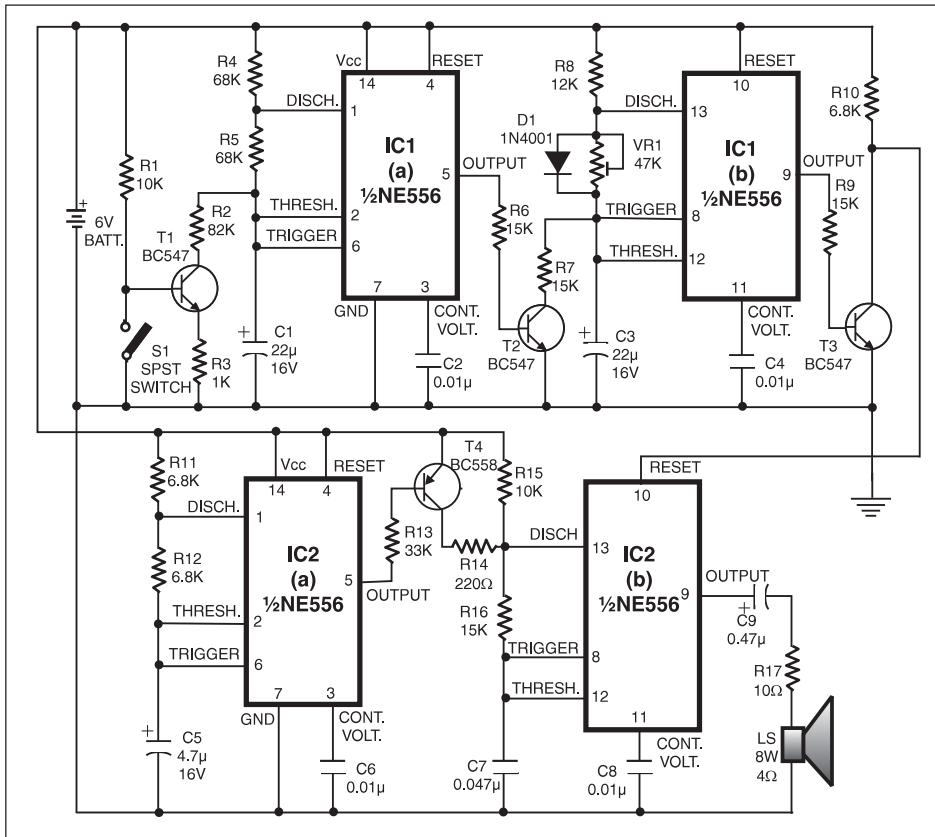 R4
68K
Vcc
14
RESET
4
DISCH.
1
R5
68K
IC1
(a)
½NE556
OUTPUT
5
R1
10K
+
6V
BATT.
R2
82K
T1
BC547
THRESH.
2
TRIGGER
6
R6
15K
S1
SPST
SWITCH
R3
1K
+
C1
22µ
16V
GND
7
3
CONT.
VOLT.
C2
0.01µ
T2
BC547
R8
12K
RESET
10
DISCH.
13
D1
1N4001
VR1
47K
IC1
(b)
½NE556
OUTPUT
9
R10
6.8K
R9
15K
TRIGGER
8
R7
15K
THRESH.
12
+
C3
22µ
16V
11
CONT.
VOLT.
C4
0.01µ
T3
BC547
R11
6.8K
Vcc
14
RESET
4
DISCH.
1
R12
6.8K
IC2
(a)
½NE556
5
OUTPUT
THRESH.
2
TRIGGER
6
GND
7
3
CONT.
VOLT.
+
C5
4.7µ
16V
C6
0.01µ
T4
BC558
R13
33K
R15
10K
R14
220Ω
R16
15K
RESET
10
DISCH
13
IC2
(b)
½NE556
OUTPUT
9
TRIGGER
8
THRESH.
12
11
CONT.
VOLT.
C7
0.047µ
C8
0.01µ
+
C9
0.47µ
R17
10Ω
LS
8W
4Ω